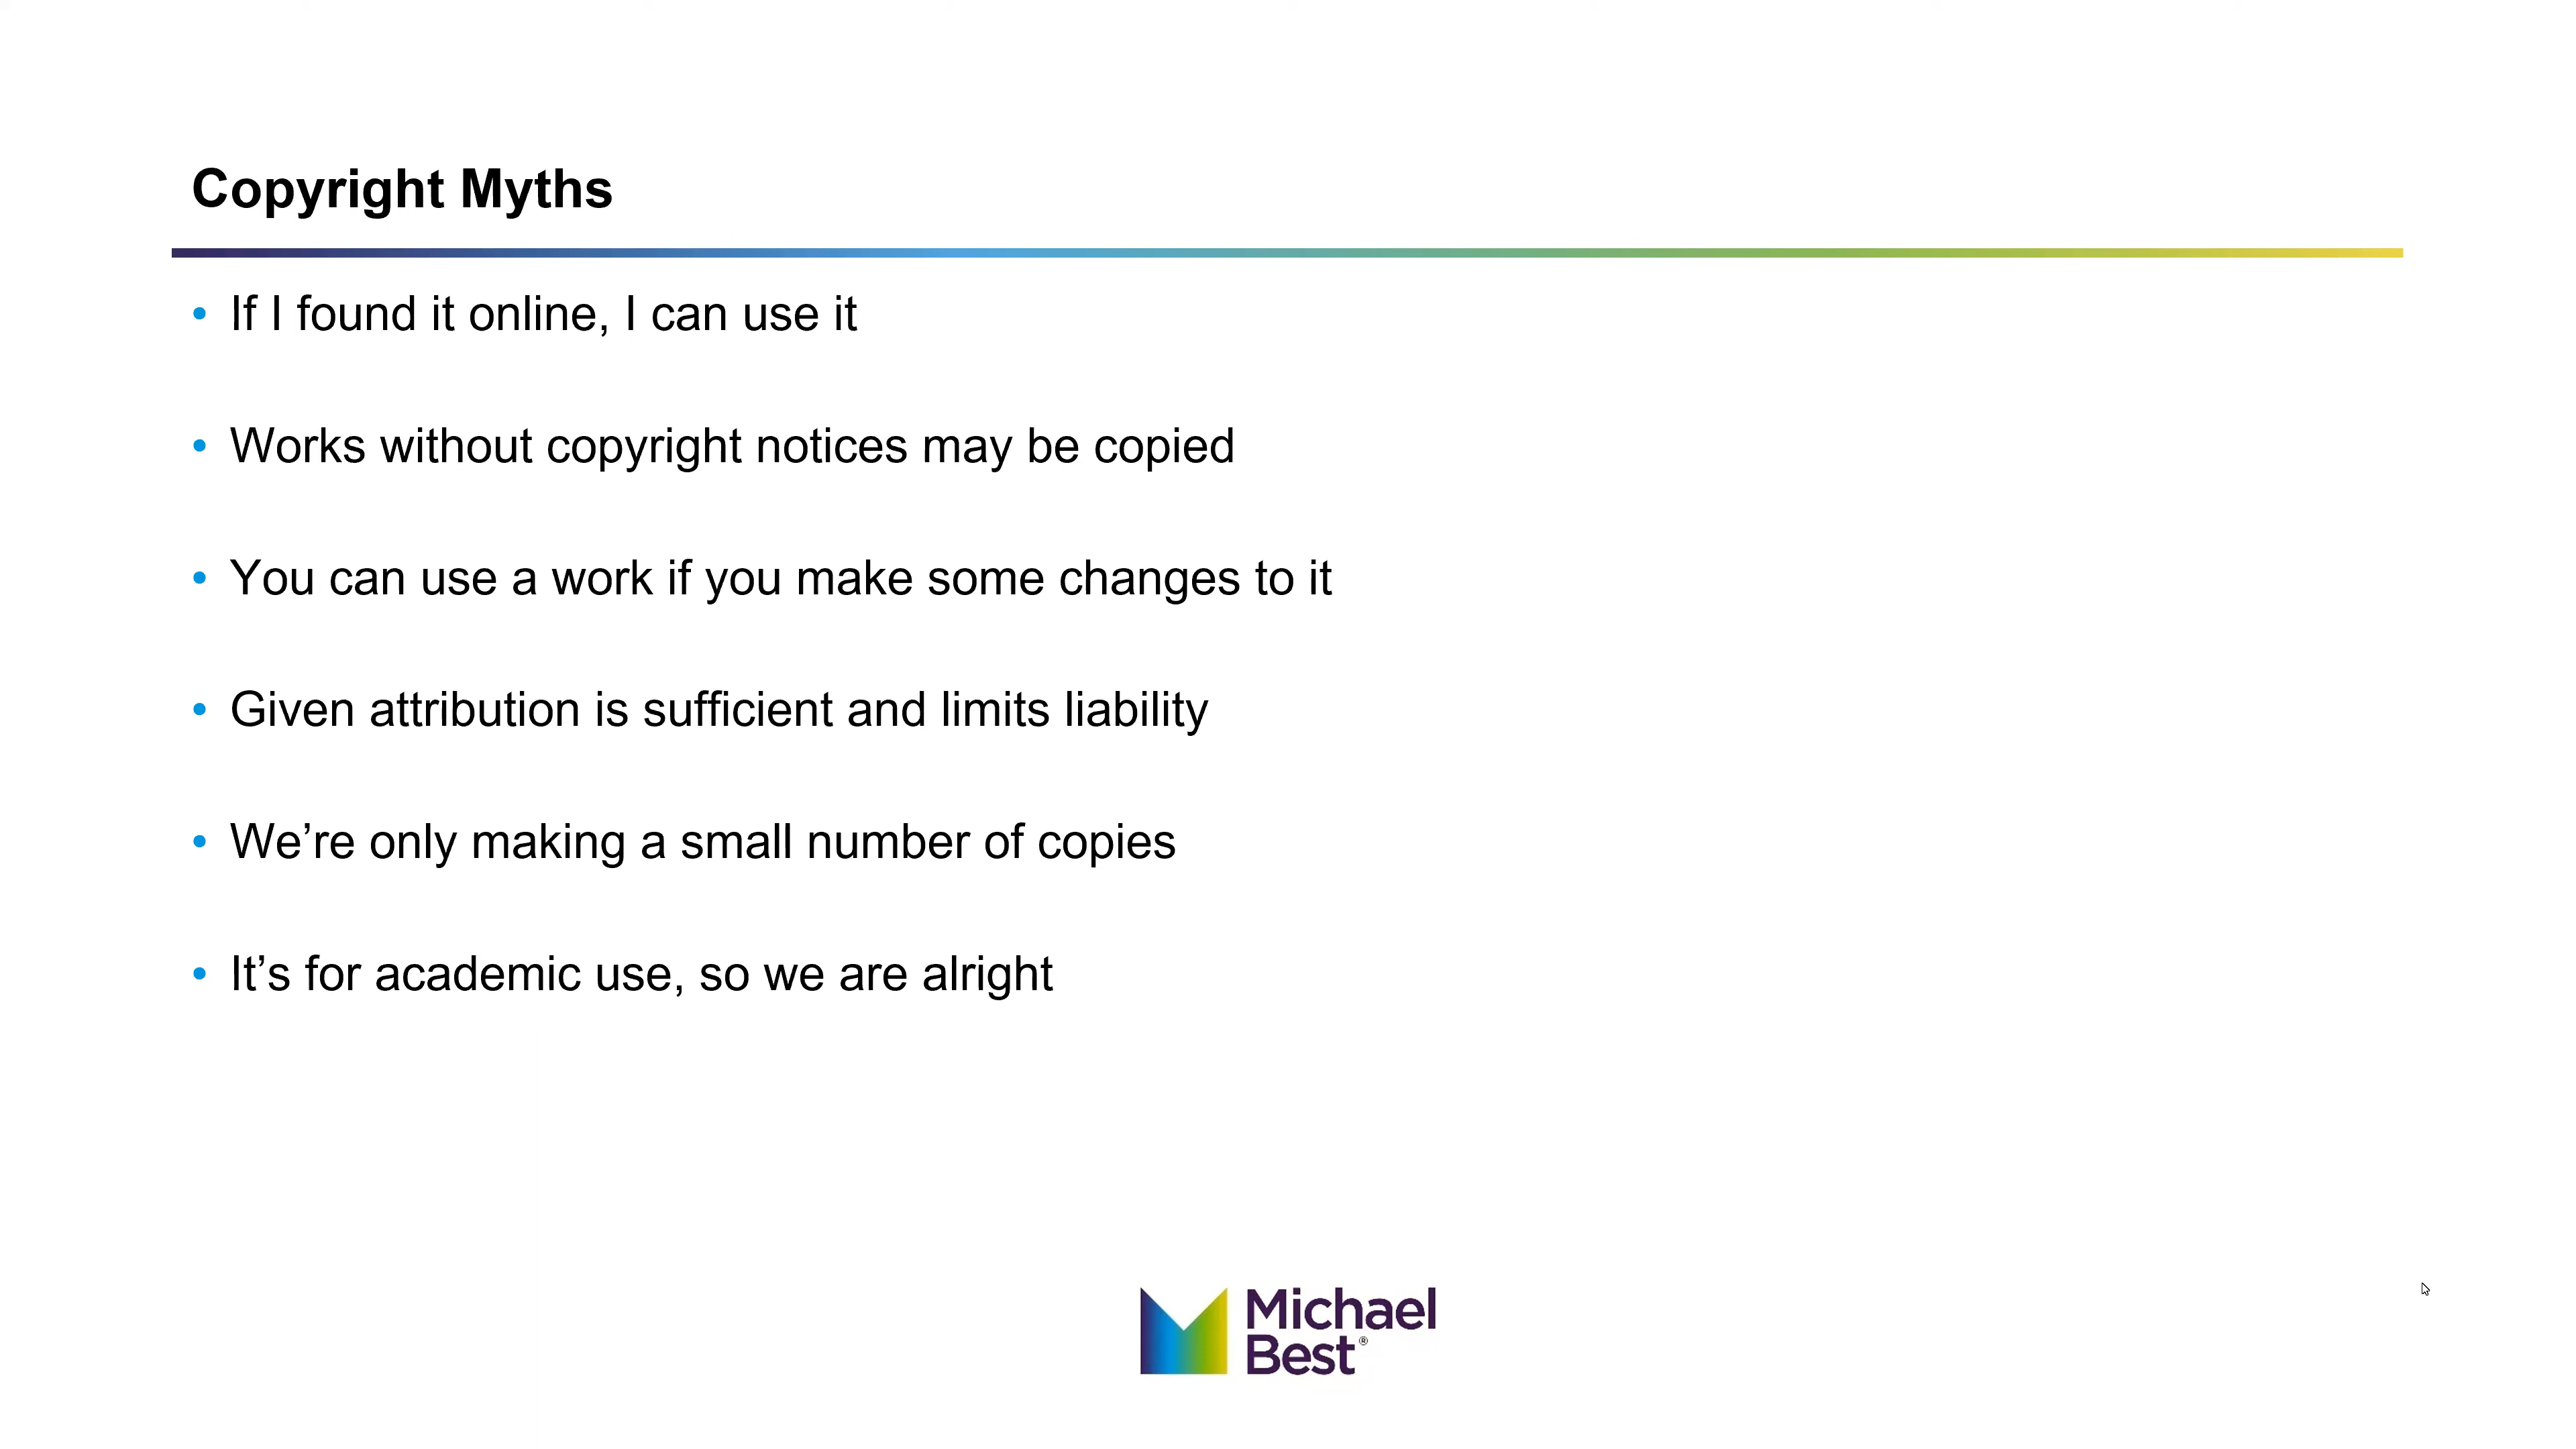 Copyright Myths
• If I found it online, I can use it
• Works without copyright notices may be copied
• You can use a work if you make some changes to it
• Given attribution is sufficient and limits liability
• We’re only making a small number of copies
• It’s for academic use, so we are alright
Michael
Best®